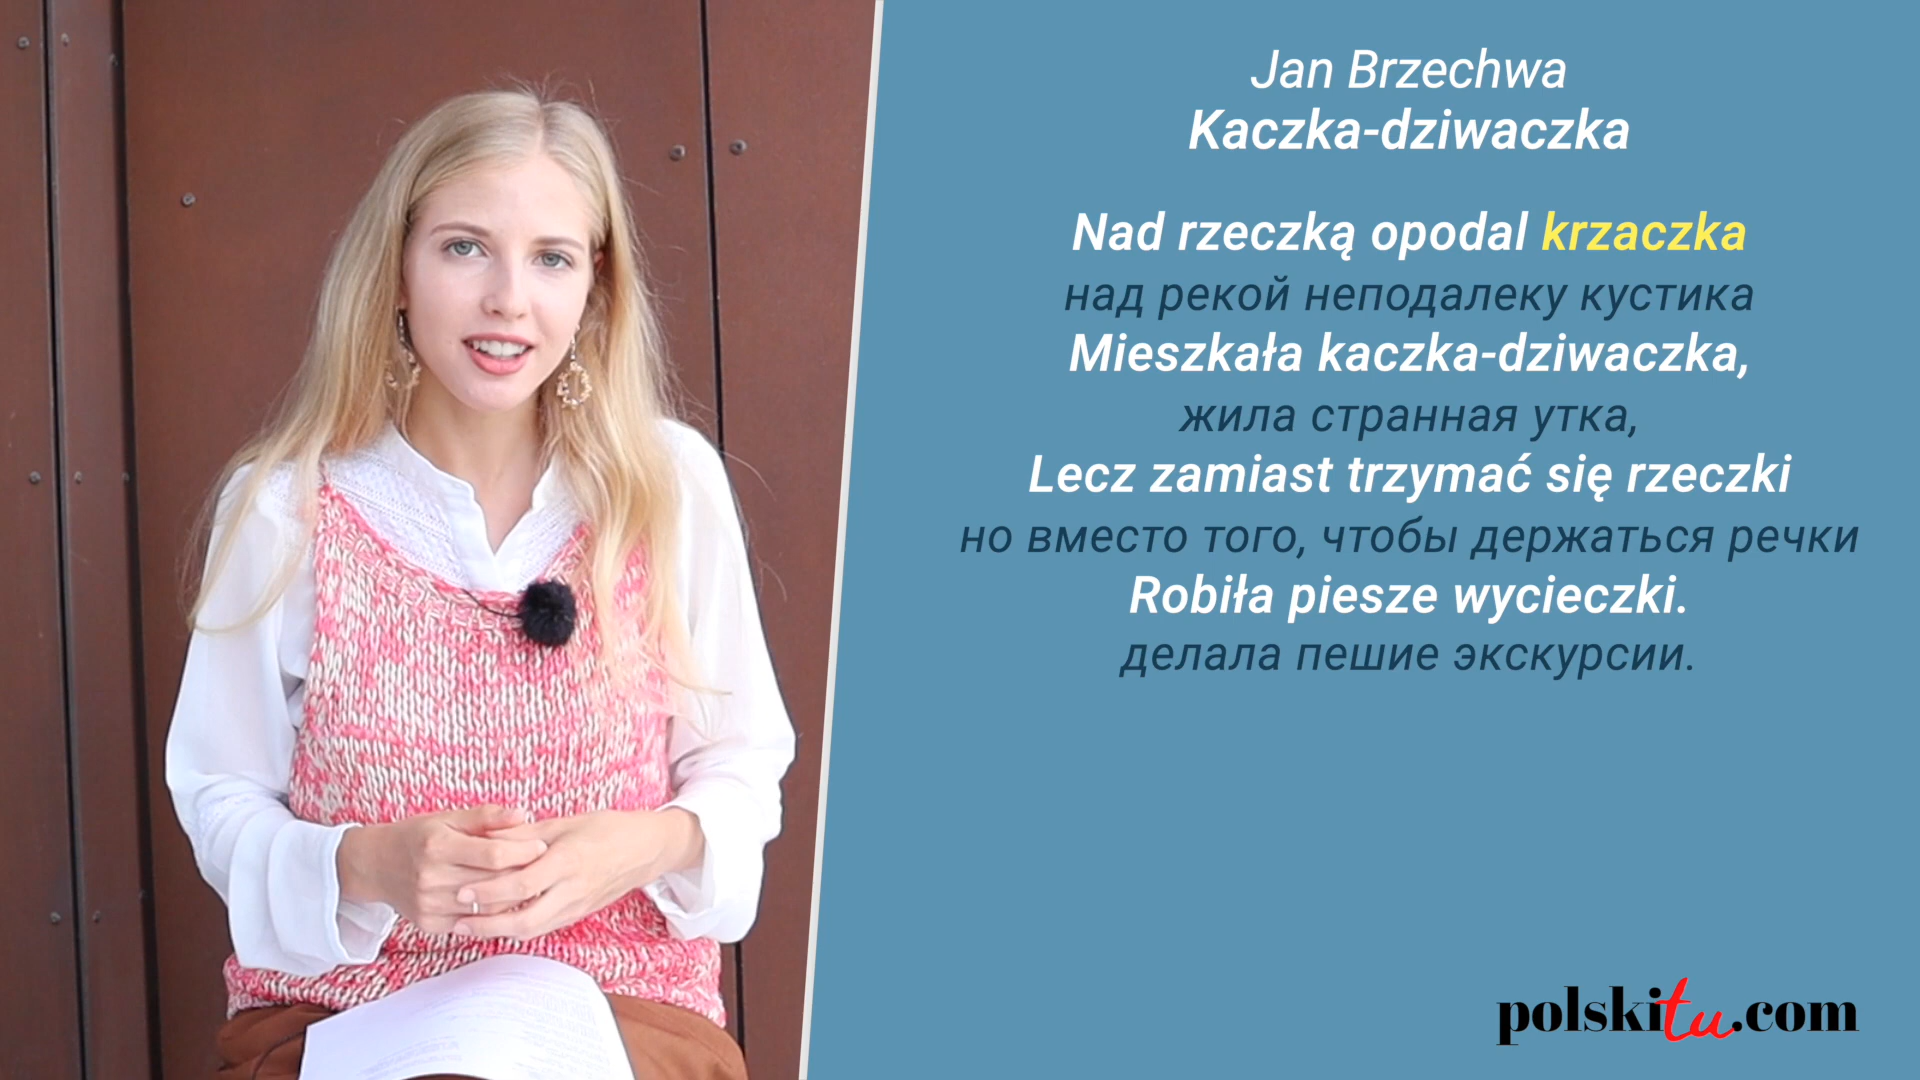 Jan Brzechwa
Kaczka-dziwaczka
Nad rzeczką opodal krzaczka
над рекой неподалеку кустика
Mieszkała kaczka-dziwaczka,
жила странная утка,
Lecz zamiast trzymać się rzeczki
но вместо того, чтобы держаться речки
Robiła piesze wycieczki.
делала пешие экскурсии.
polskitu.com